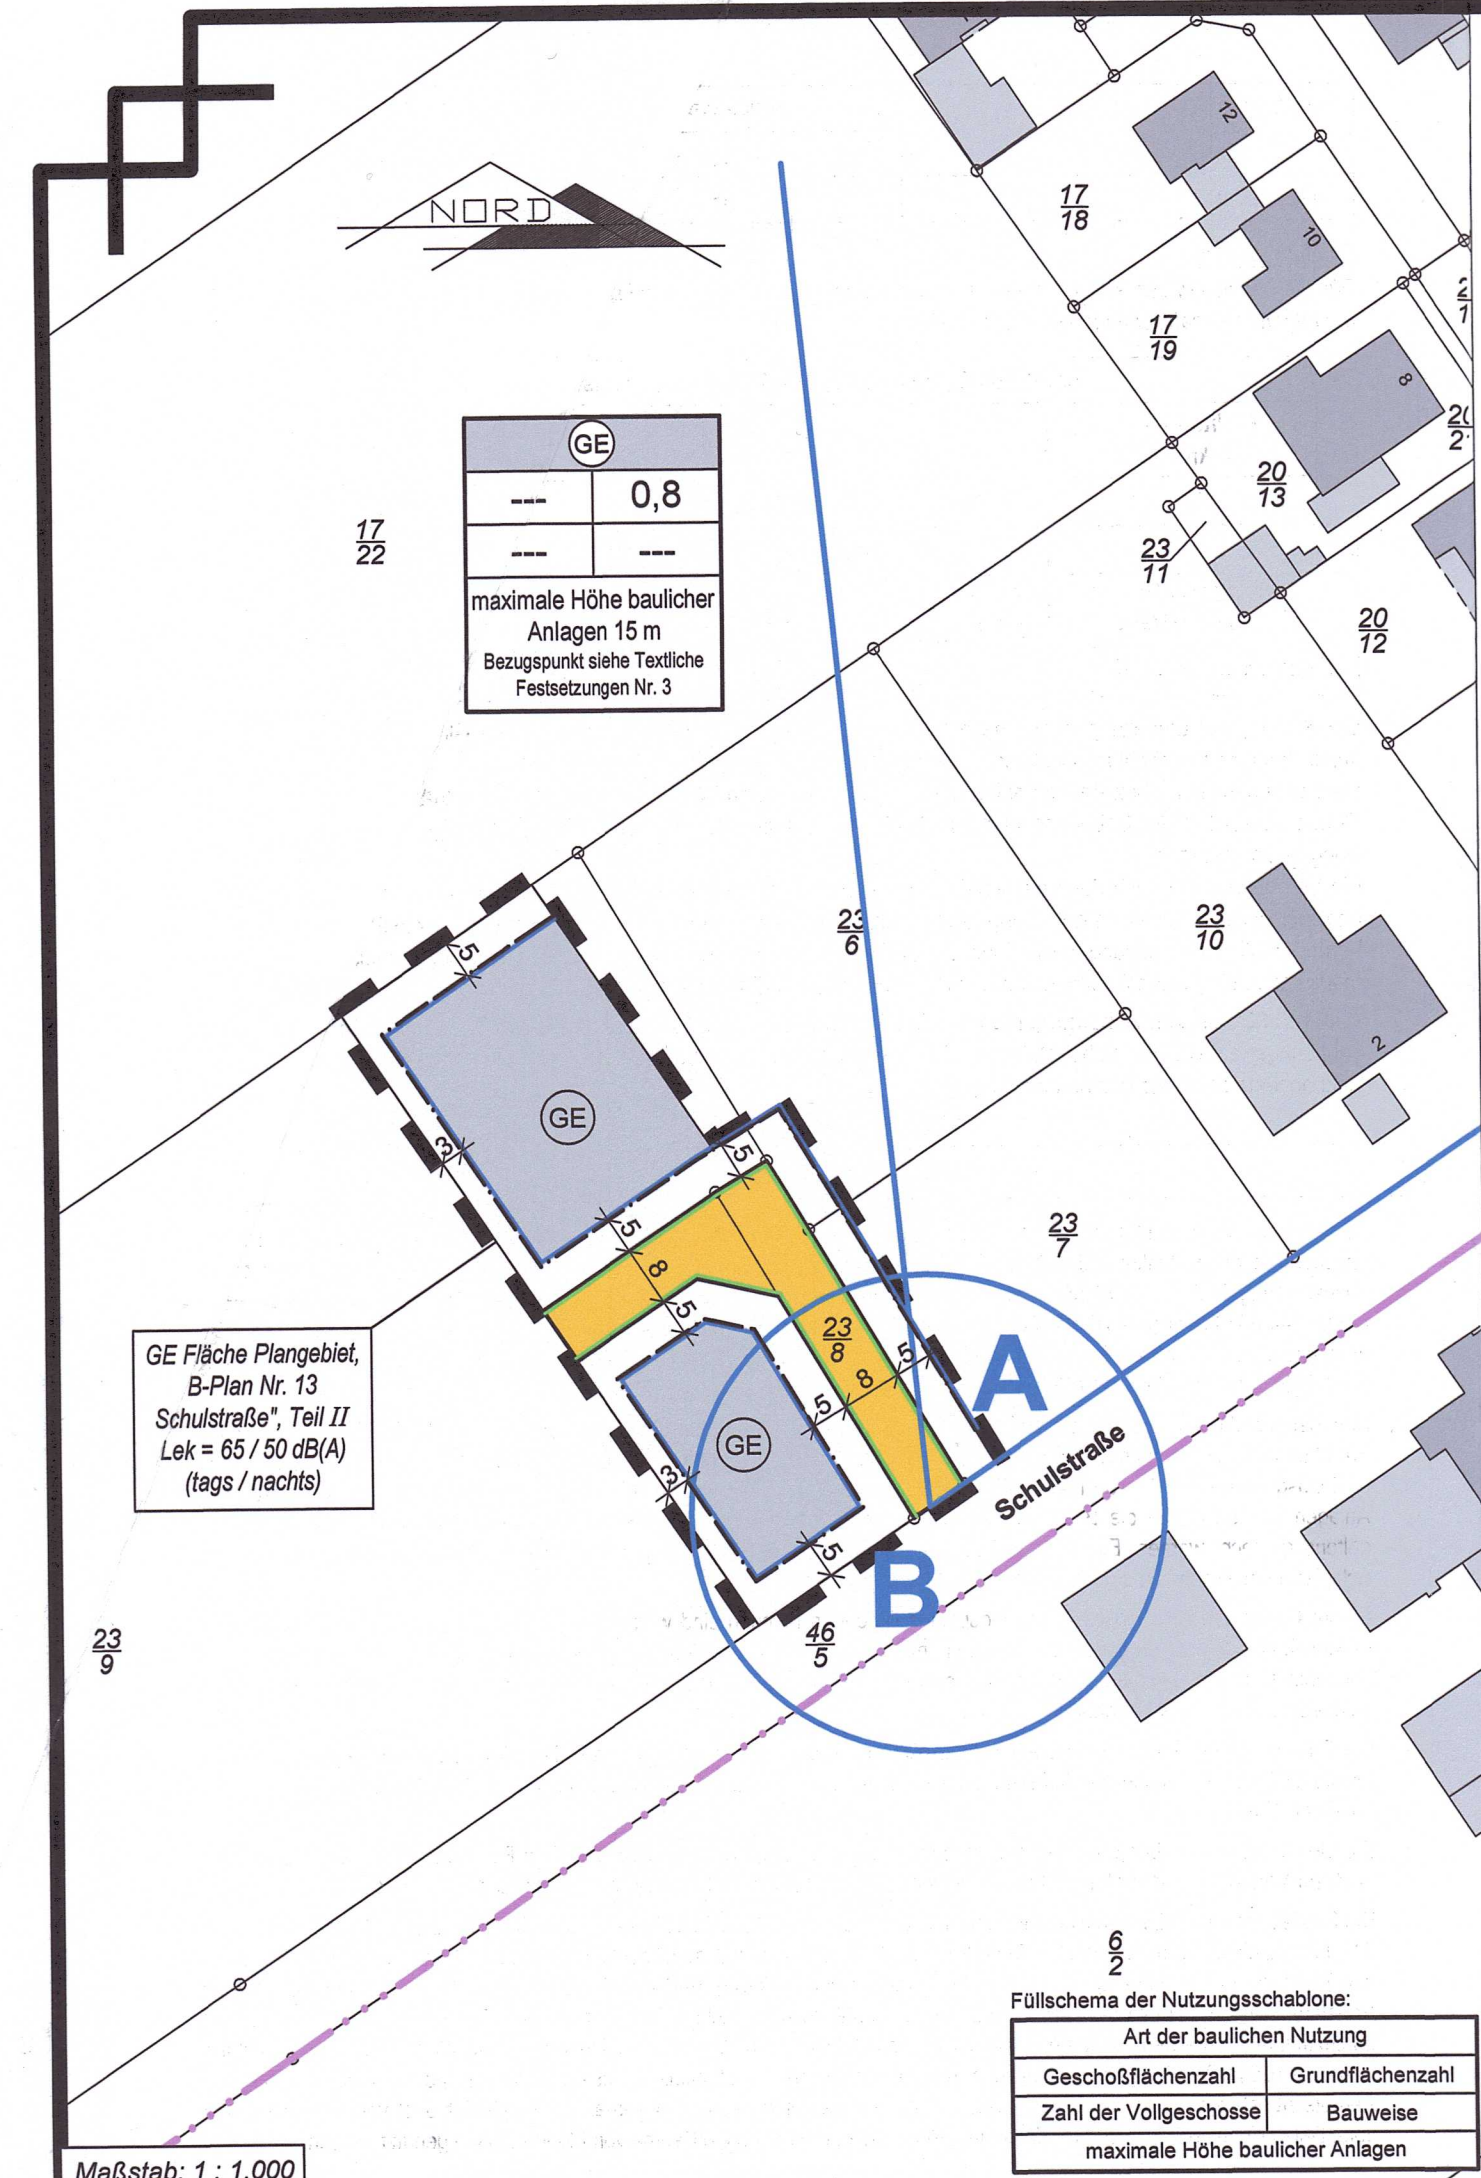 NORD
12
17
18
10
17
19
8
GE
--- 0,8
--- ---
maximale Höhe baulicher
Anlagen 15 m
Bezugspunkt siehe Textliche
Festsetzungen Nr. 3
17
22
20
13
23
11
20
12
23
6
23
10
2
5
GE
3
5
5
8
5
23
7
GE Fläche Plangebiet,
B-Plan Nr. 13
Schulstraße", Teil II
Lek = 65 / 50 dB(A)
(tags / nachts)
23
8
5
8
5
A
GE
3
5
Schulstraße
B
46
5
23
9
6
2
Füllschema der Nutzungsschablone:
Art der baulichen Nutzung
Geschoßflächenzahl Grundflächenzahl
Zahl der Vollgeschosse Bauweise
maximale Höhe baulicher Anlagen
Maßstab: 1 : 1.000